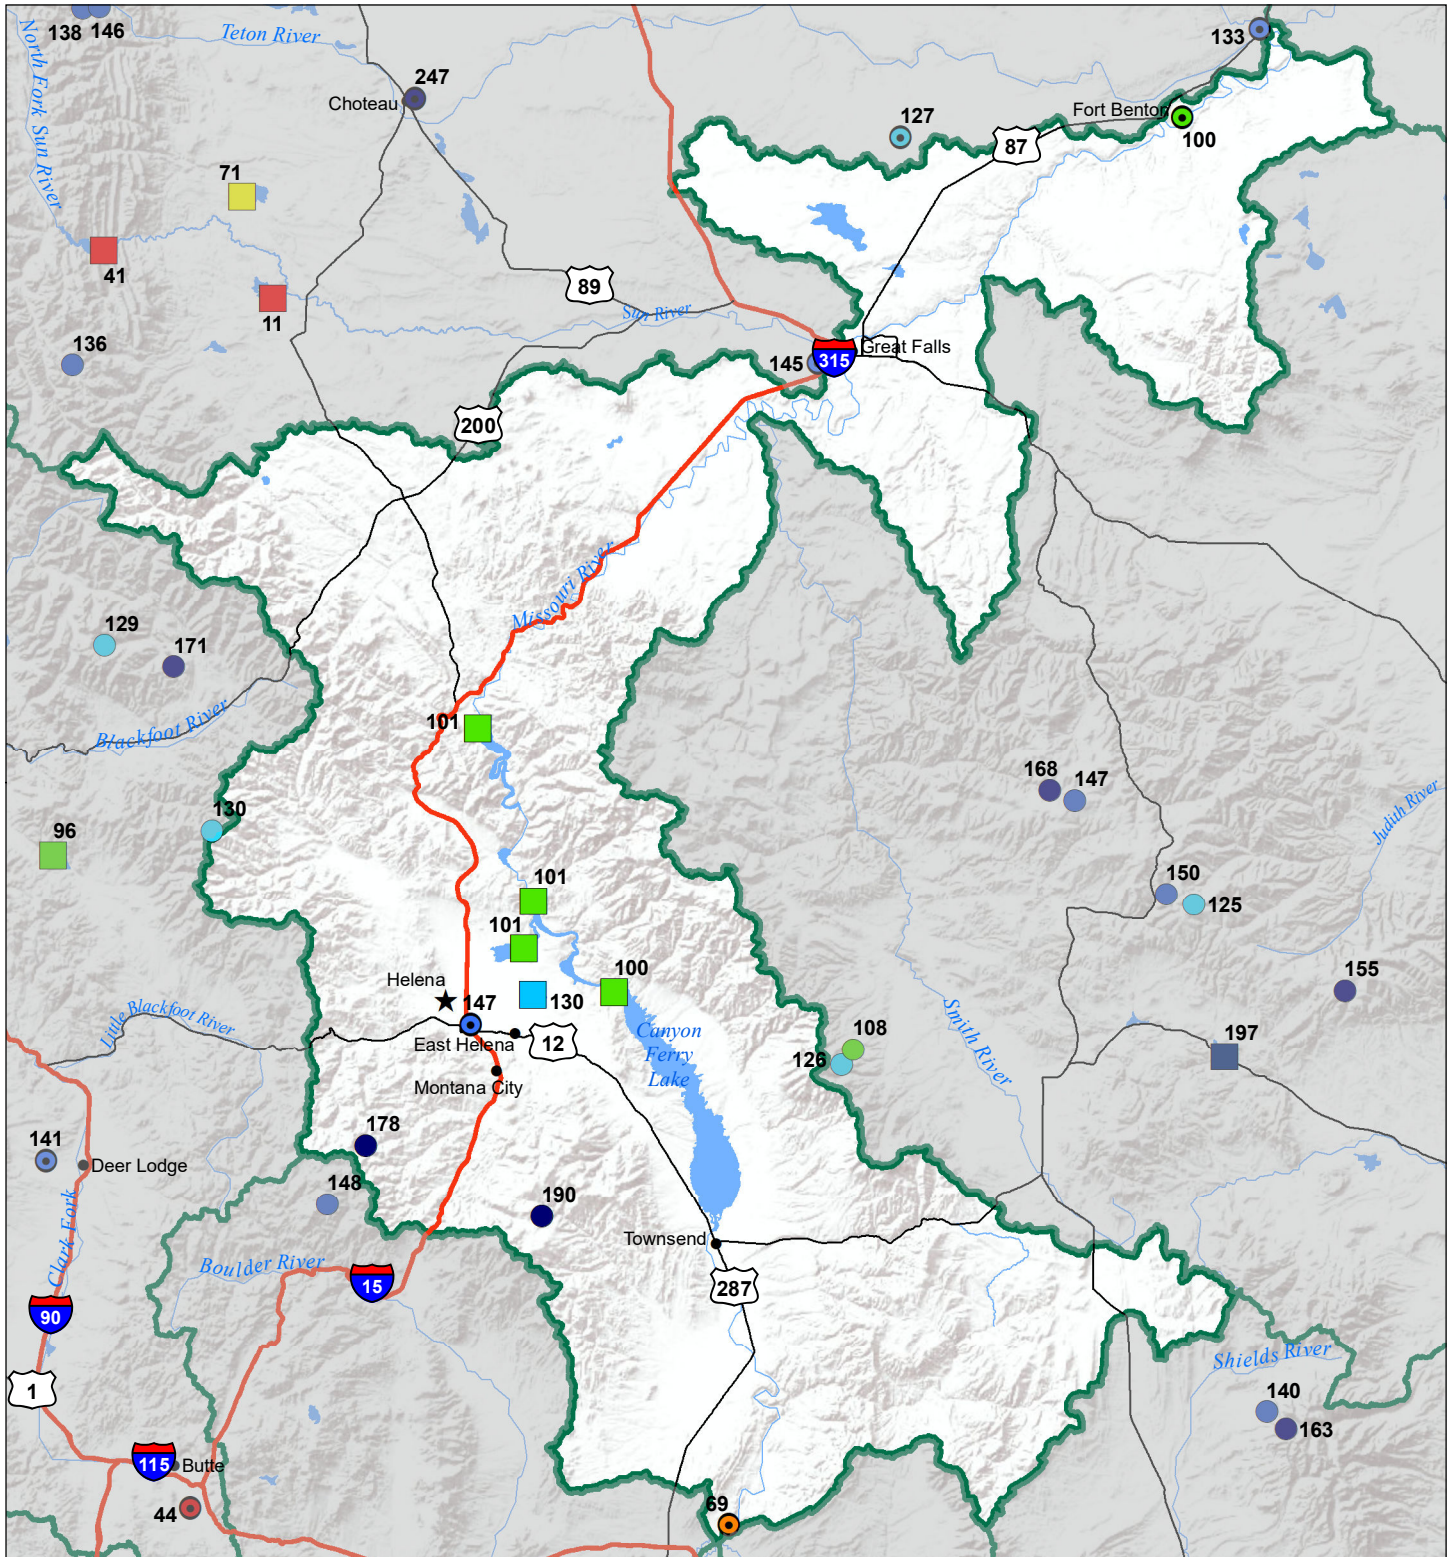 138 146
Teton River
133
North Fork Sun River
247
Choteau
127
Fort Benton
87
100
71
41
89
11
Sun River
136
145
315
Great Falls
200
Missouri River
129
171
Blackfoot River
101
168
147
130
96
Judith River
101
150
125
101
Helena
100
147
130
155
Little Blackfoot River
East Helena
12
Canyon
Ferry
Lake
Smith River
108
126
197
Montana City
178
141
Deer Lodge
148
190
Clark Fork
Townsend
Boulder River
15
287
90
Shields River
1
140
163
115
Butte
44
69